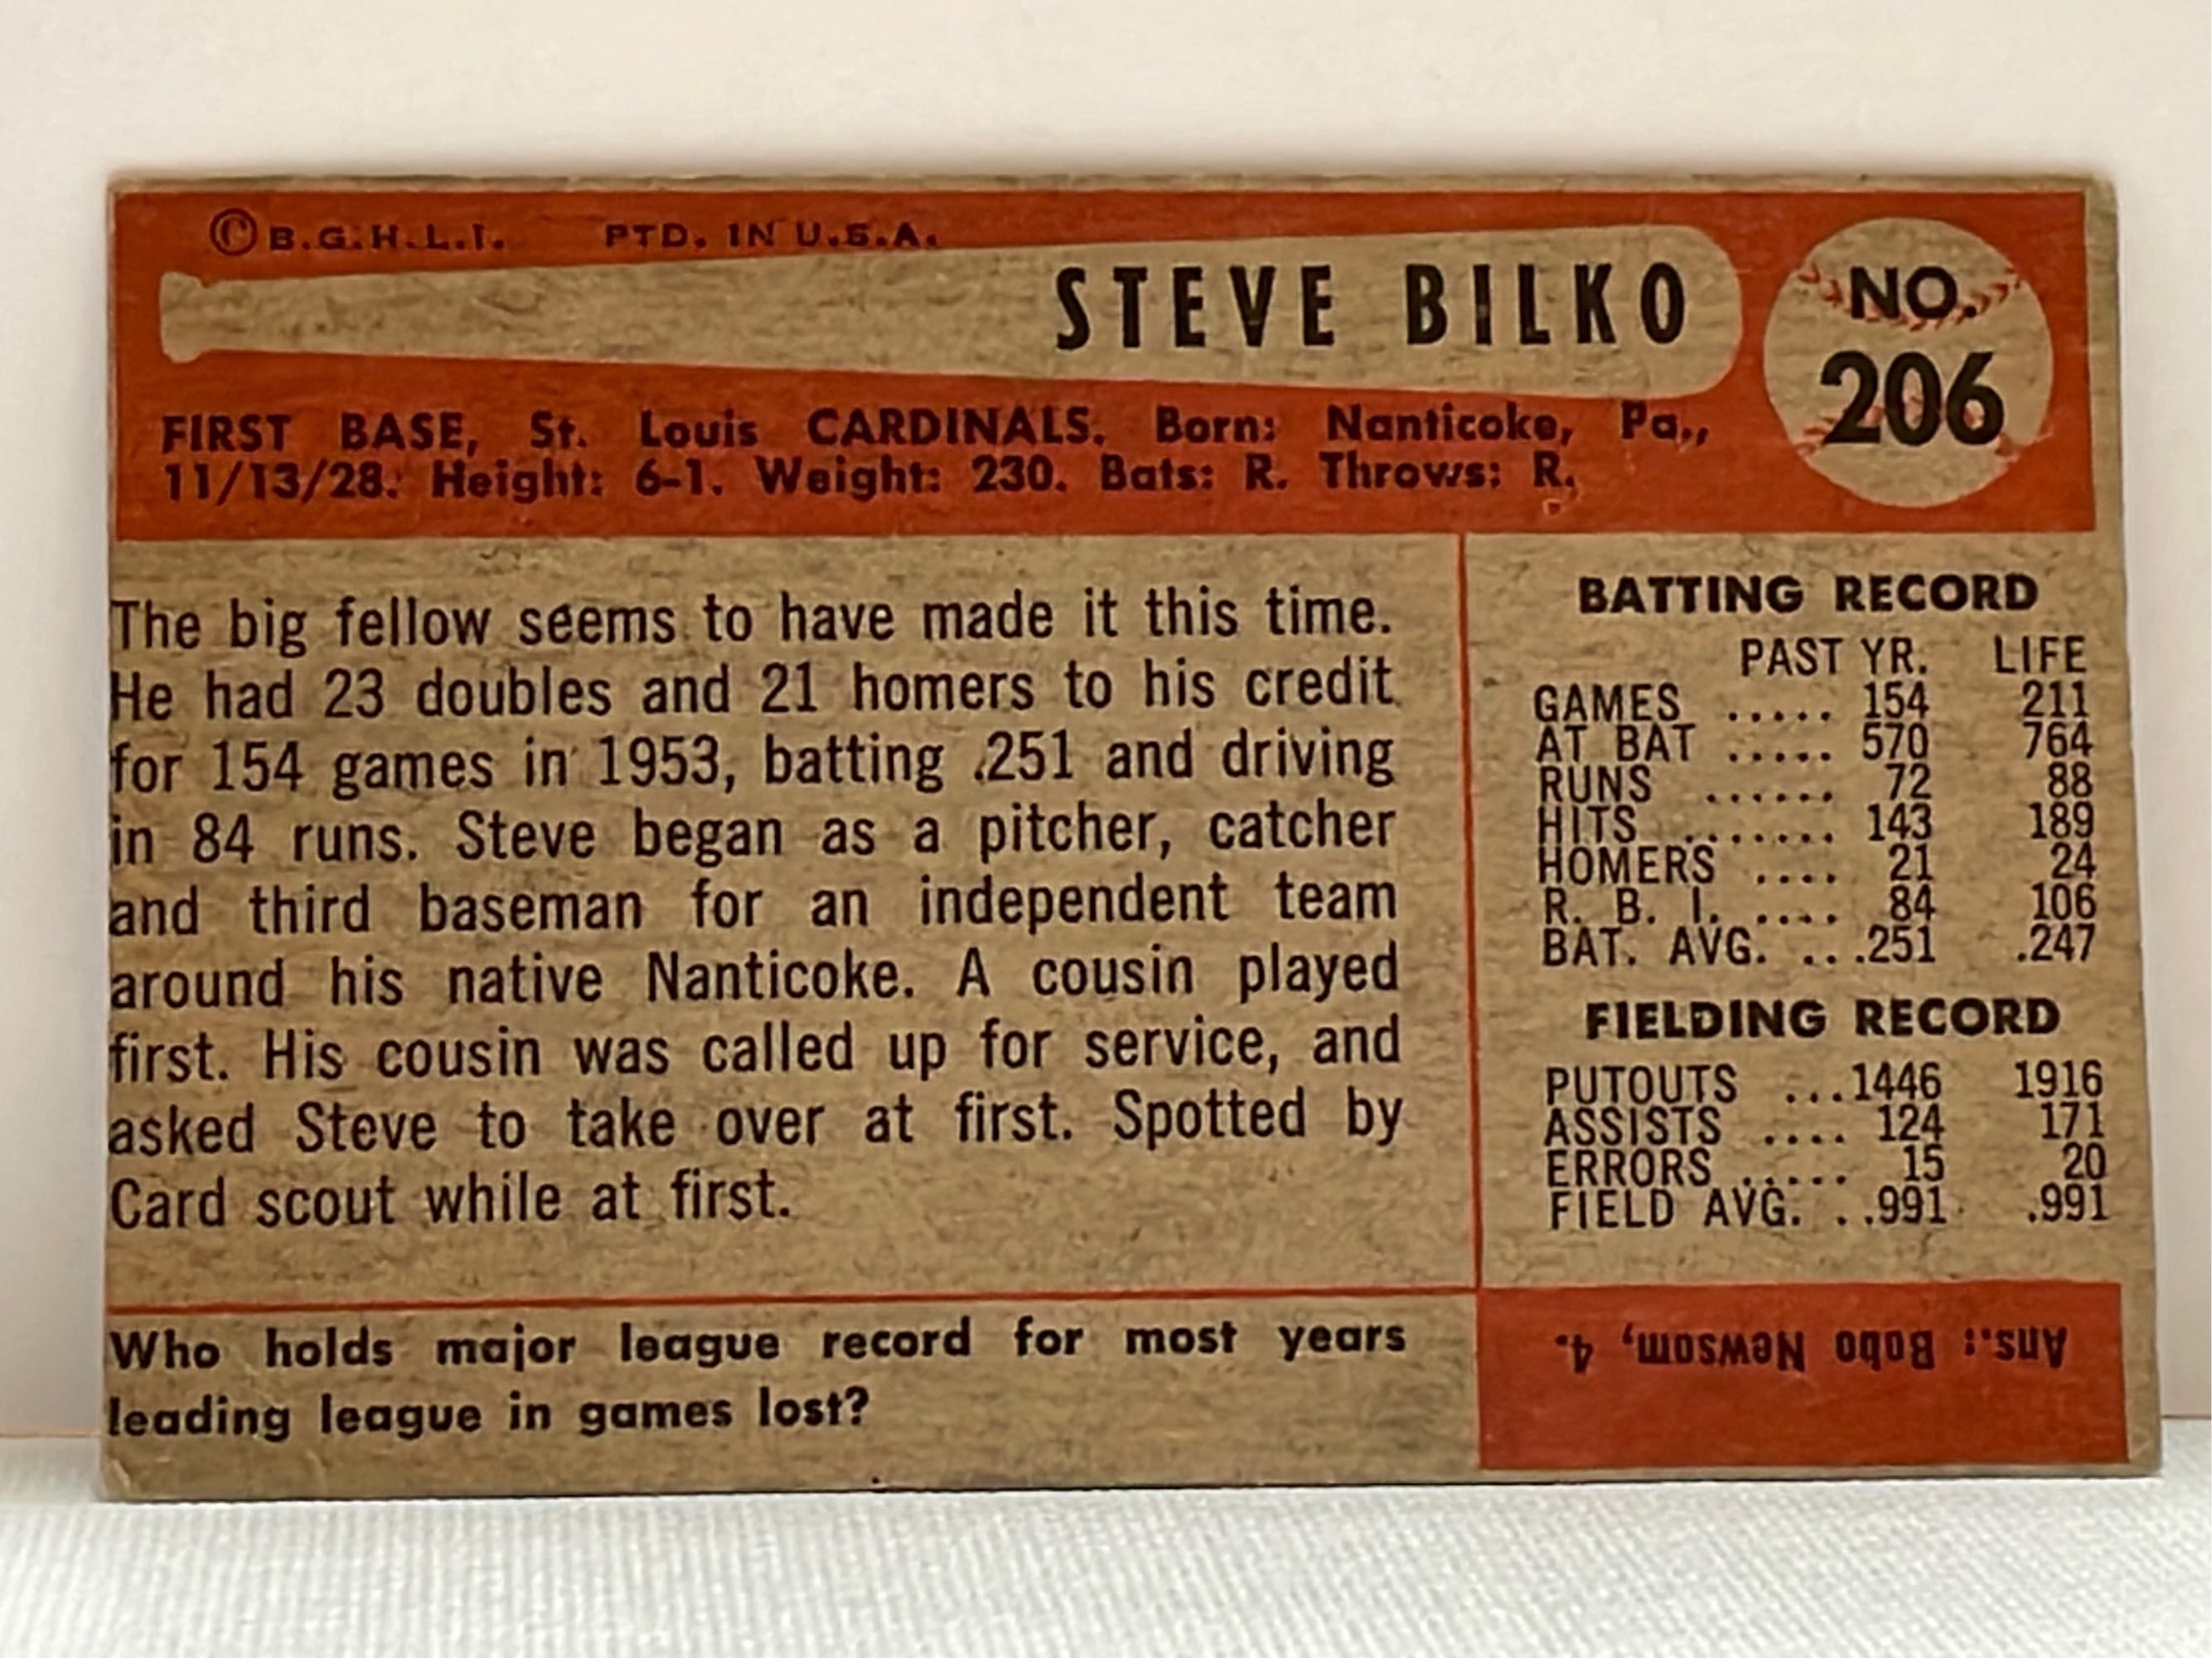 ©B.G.H.L.I. PTD. IN U.S.A.
STEVE BILKO
NO.
206
FIRST BASE, St. Louis CARDINALS. Born: Nanticoke, Pa.,
11/13/28. Height: 6-1. Weight: 230. Bats: R. Throws: R.
The big fellow seems to have made it this time.
He had 23 doubles and 21 homers to his credit
for 154 games in 1953, batting .251 and driving
in 84 runs. Steve began as a pitcher, catcher
and third baseman for an independent team
around his native Nanticoke. A cousin played
first. His cousin was called up for service, and
asked Steve to take over at first. Spotted by
Card scout while at first.
BATTING RECORD
PAST YR. LIFE
GAMES ..... 154 211
AT BAT ..... 570 764
RUNS ...... 72 88
HITS ........ 143 189
HOMERS .... 21 24
R. B. I. .... 84 106
BAT. AVG. ...251 .247
FIELDING RECORD
PUTOUTS ...1446 1916
ASSISTS .... 124 171
ERRORS ..... 15 20
FIELD AVG. . .991 .991
Who holds major league record for most years
leading league in games lost?
Ans.: Bobo Newsom, 4.